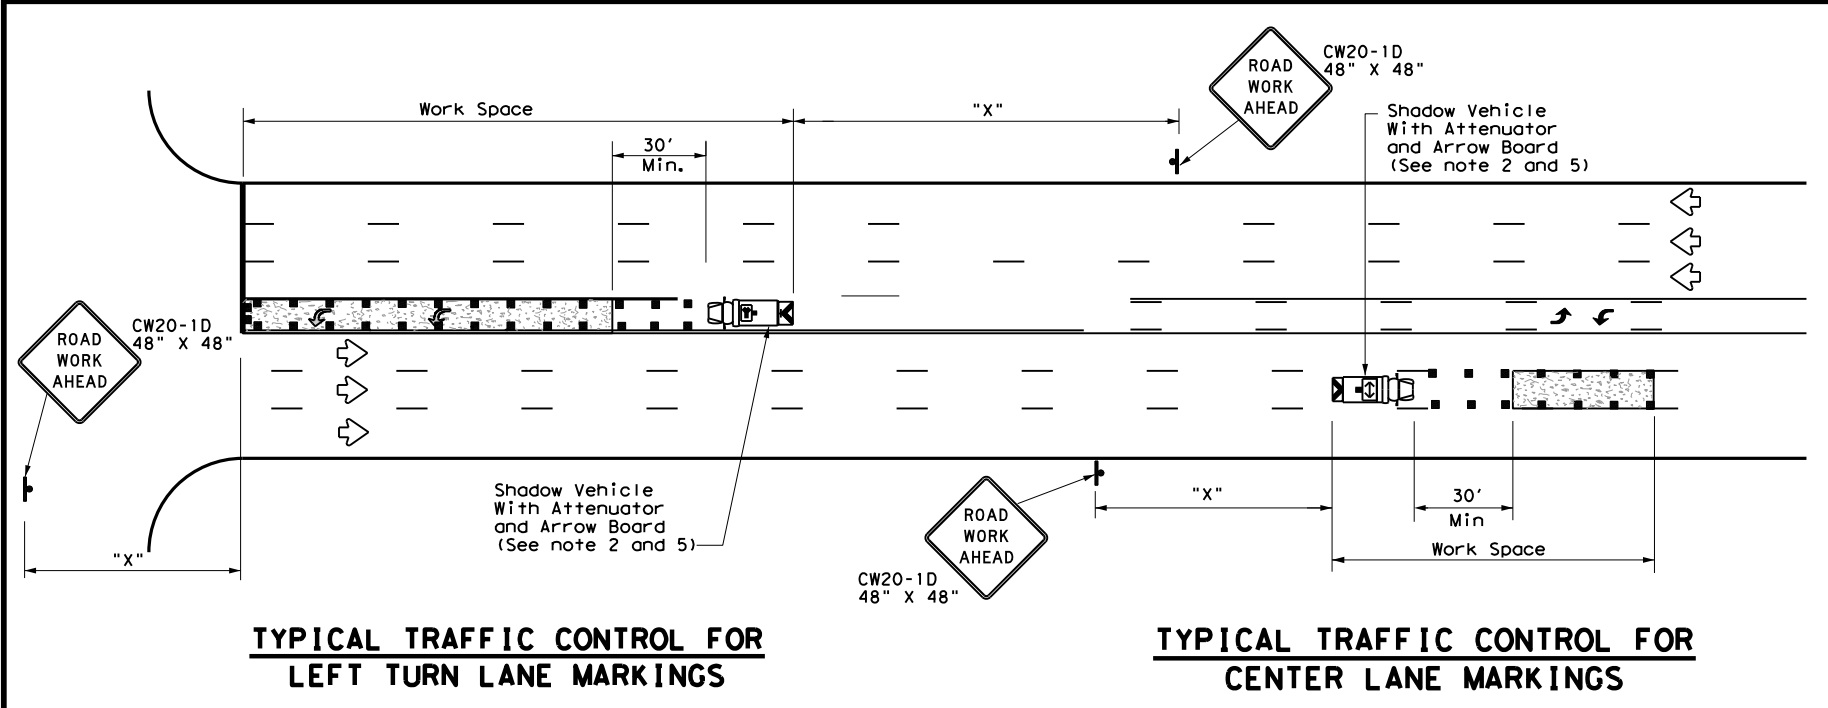 ROAD
WORK
AHEAD
CW20-1D
48" X 48"
Work Space
"X"
Shadow Vehicle
With Attenuator
and Arrow Board
(See note 2 and 5)
30'
Min.
ROAD
WORK
AHEAD
CW20-1D
48" X 48"
Shadow Vehicle
With Attenuator
and Arrow Board
(See note 2 and 5)
"X"
ROAD
WORK
AHEAD
CW20-1D
48" X 48"
"X"
30'
Min
Work Space
TYPICAL TRAFFIC CONTROL FOR
LEFT TURN LANE MARKINGS
TYPICAL TRAFFIC CONTROL FOR
CENTER LANE MARKINGS